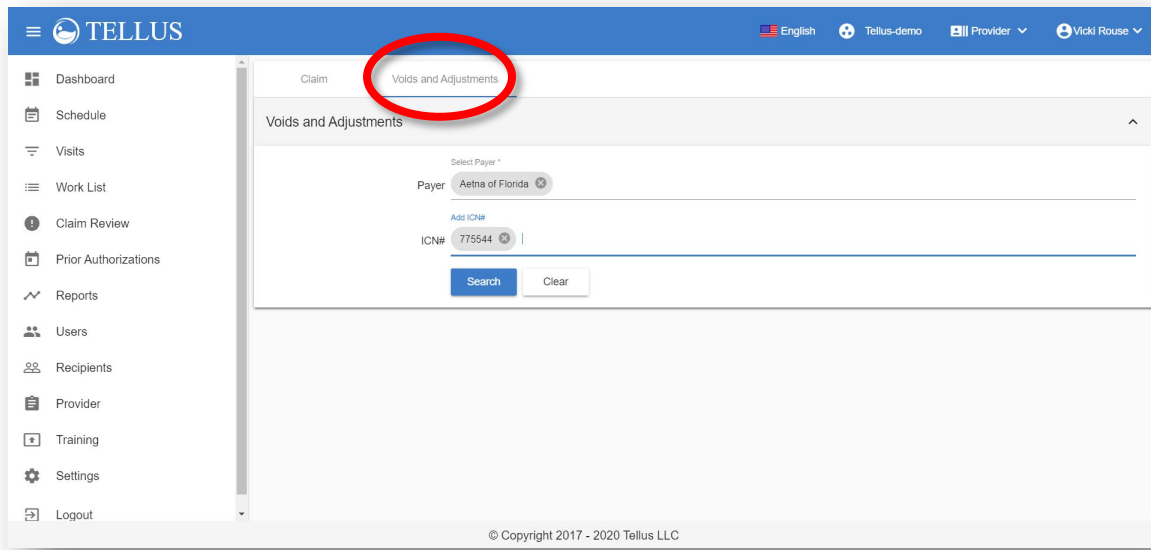 TELLUS English Tellus-demo Provider Vicki Rouse
Dashboard
Schedule
Visits
Work List
Claim Review
Prior Authorizations
Reports
Users
Recipients
Provider
Training
Settings
Logout
Claim Voids and Adjustments
Voids and Adjustments
Select Payer *
Payer Aetna of Florida
Add ICN#
ICN# 775544
Search Clear
© Copyright 2017 - 2020 Tellus LLC